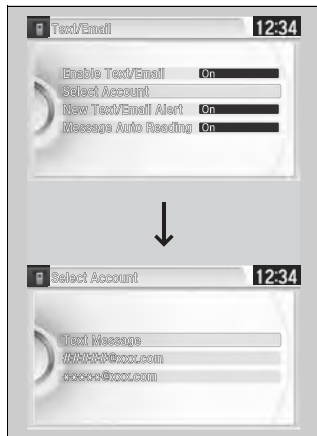 Text/Email 12:34
Enable Text/Email On
Select Account
New Text/Email Alert On
Message Auto Reading On
Select Account 12:34
Text Message
######@xxx.com
*****@xxx.com